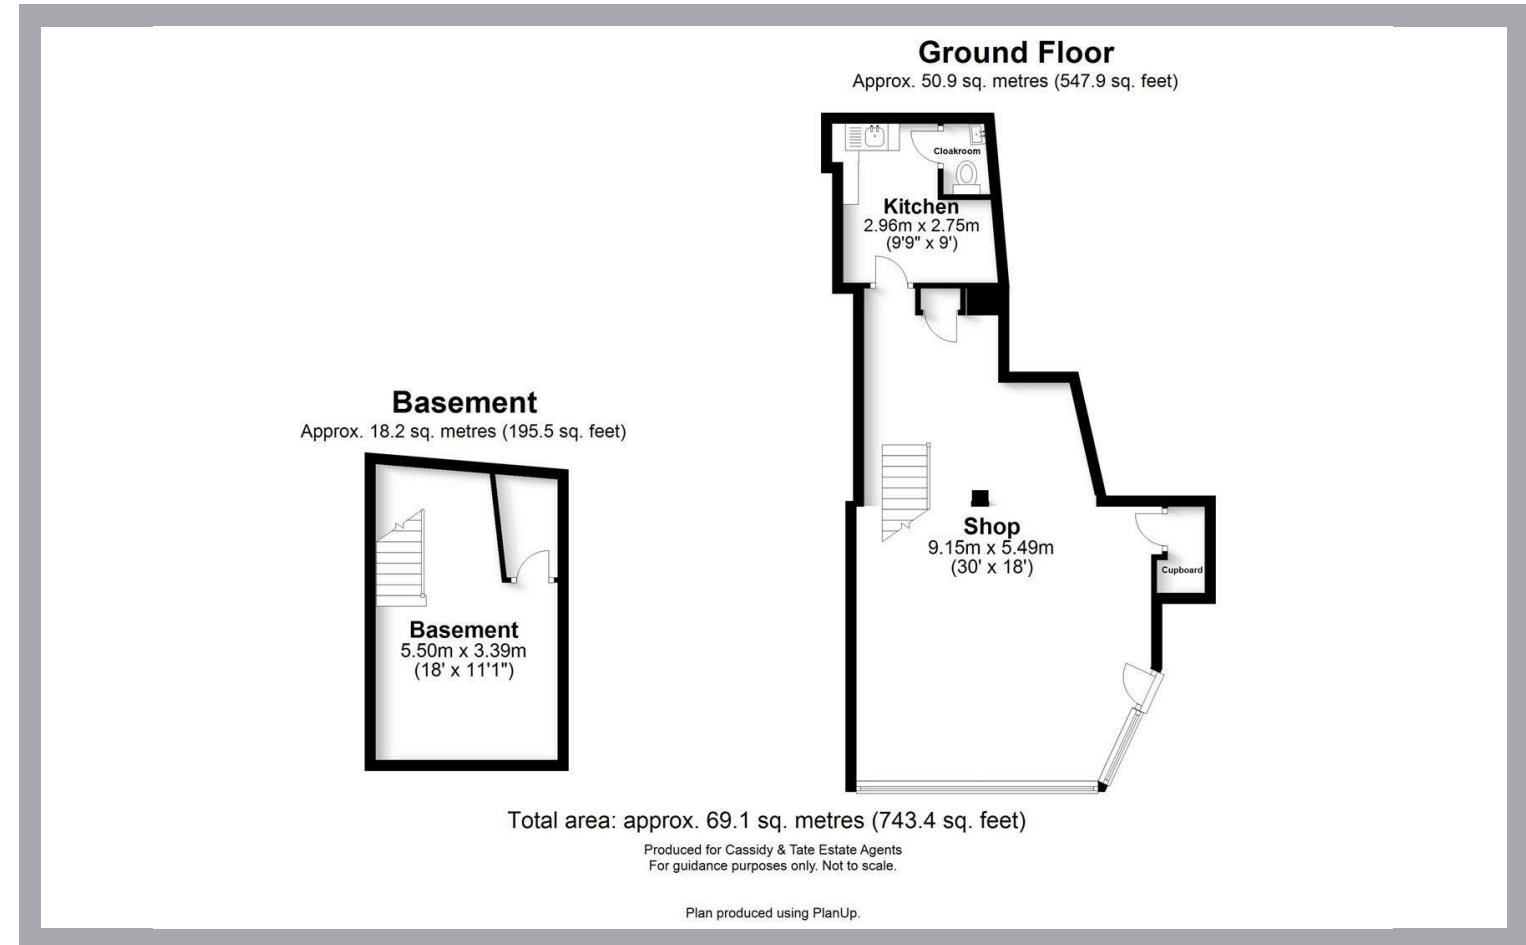 Ground Floor
Approx. 50.9 sq. metres (547.9 sq. feet)
Cloakroom
Kitchen
2.96m x 2.75m
(9'9" x 9')
Basement
Approx. 18.2 sq. metres (195.5 sq. feet)
Shop
9.15m x 5.49m
(30' x 18')
Cupboard
Basement
5.50m x 3.39m
(18' x 11'1")
Total area: approx. 69.1 sq. metres (743.4 sq. feet)
Produced for Cassidy & Tate Estate Agents
For guidance purposes only. Not to scale.
Plan produced using PlanUp.